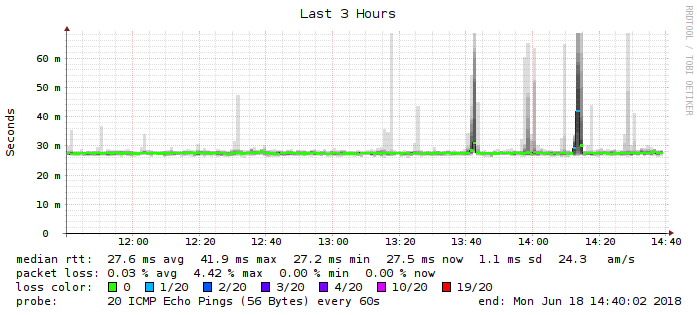 Last 3 Hours
RRDTOOL / TOBI OETIKER
Seconds
60 m
50 m
40 m
30 m
20 m
10 m
0
12:00 12:20 12:40 13:00 13:20 13:40 14:00 14:20 14:40
median rtt: 27.6 ms avg 41.9 ms max 27.2 ms min 27.5 ms now 1.1 ms sd 24.3 am/s
packet loss: 0.03 % avg 4.42 % max 0.00 % min 0.00 % now
loss color: 0 1/20 2/20 3/20 4/20 10/20 19/20
probe: 20 ICMP Echo Pings (56 Bytes) every 60s end: Mon Jun 18 14:40:02 2018